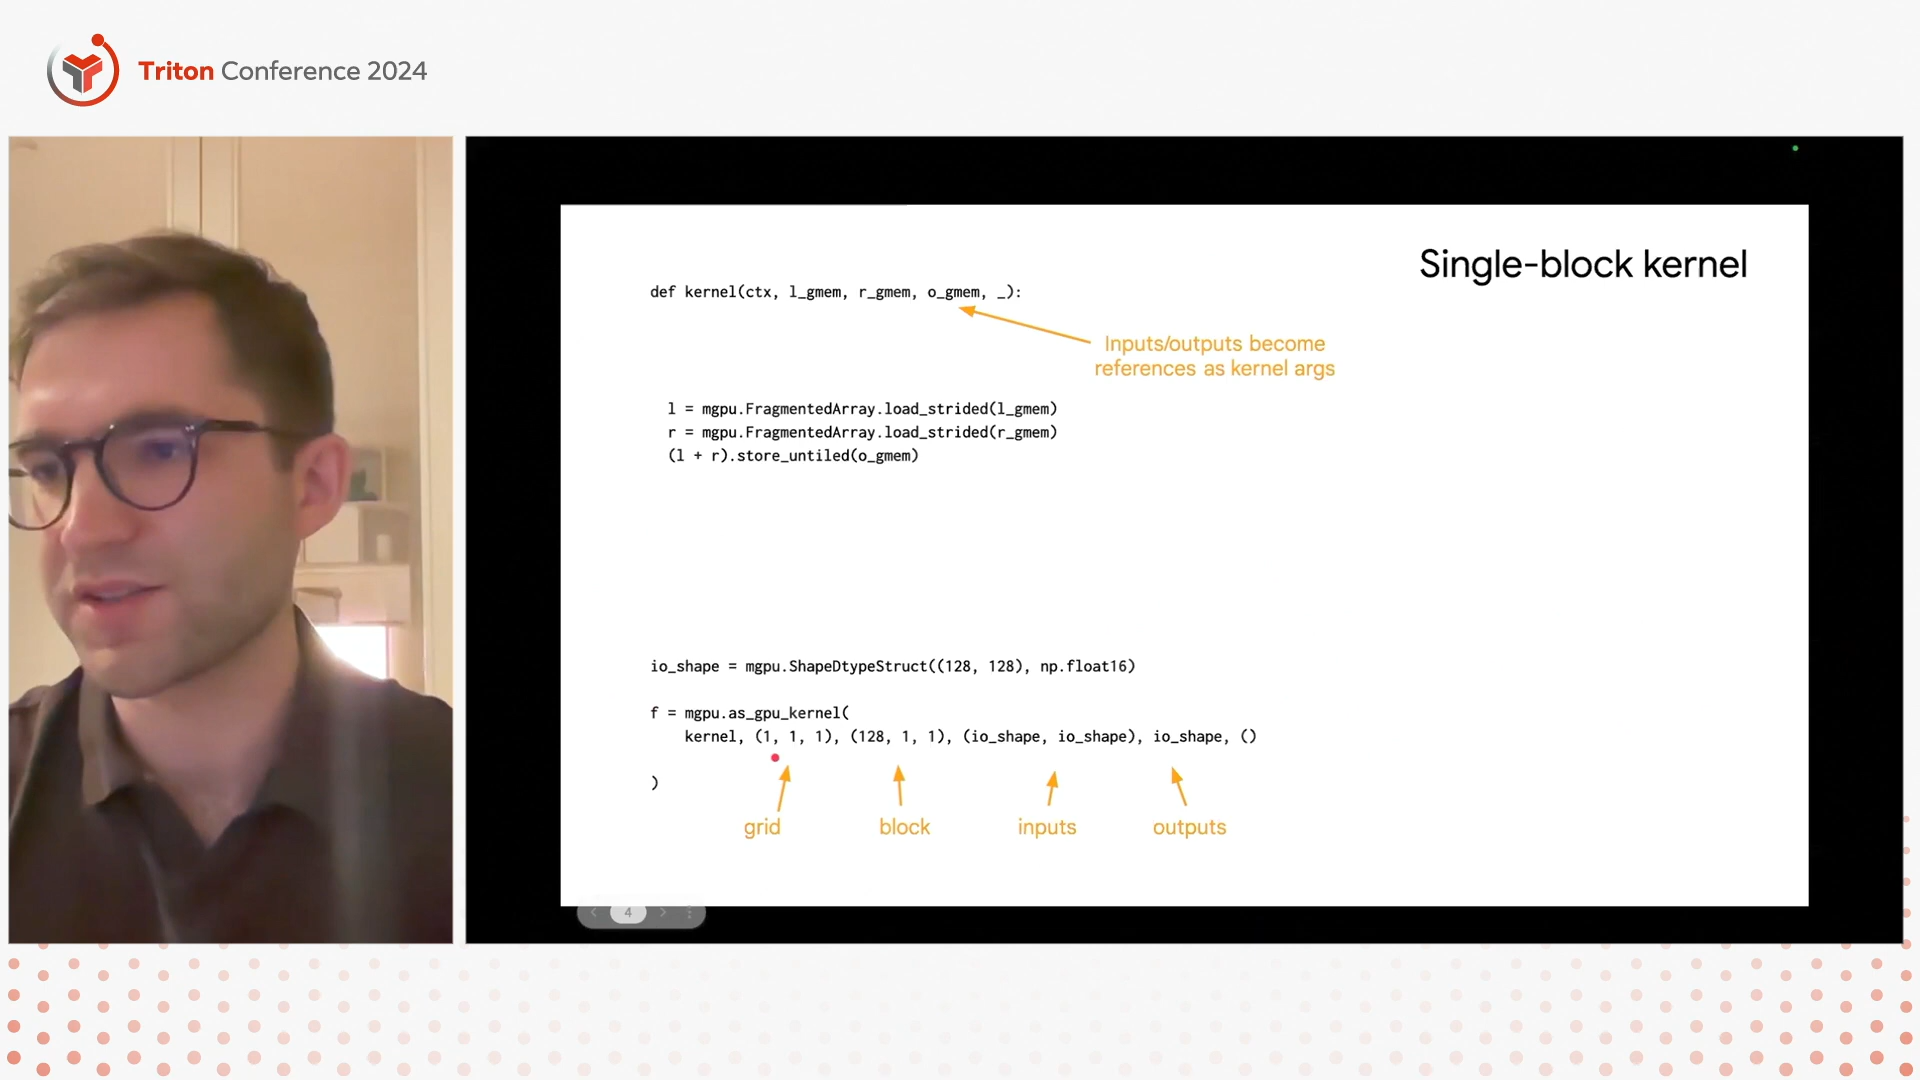 Triton Conference 2024
Single-block kernel
def kernel(ctx, l_gmem, r_gmem, o_gmem, _):
Inputs/outputs become
references as kernel args
l = mgpu.FragmentedArray.load_strided(l_gmem)
r = mgpu.FragmentedArray.load_strided(r_gmem)
(l + r).store_untiled(o_gmem)
io_shape = mgpu.ShapeDtypeStruct((128, 128), np.float16)
f = mgpu.as_gpu_kernel(
kernel, (1, 1, 1), (128, 1, 1), (io_shape, io_shape), io_shape, ()
)
grid block inputs outputs
4